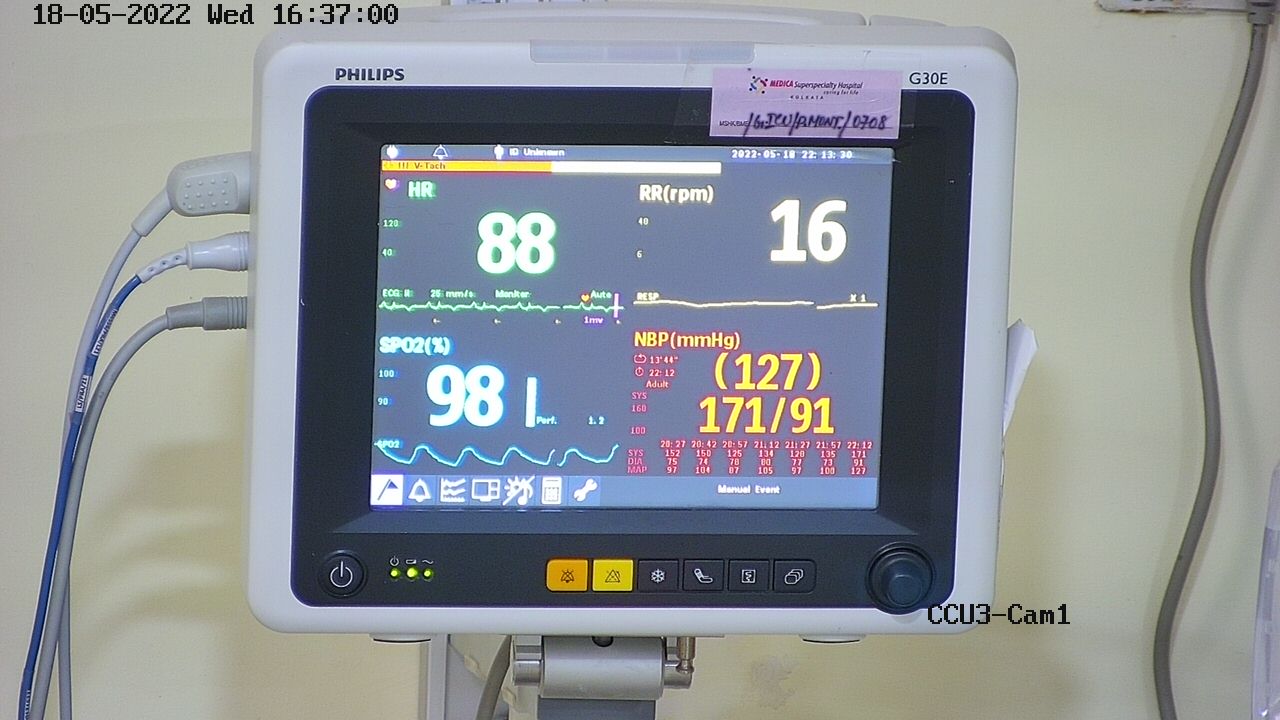 18-05-2022 Wed 16:37:00
PHILIPS
G30E
MEDICA Superspecialty Hospital
caring for life
KOLKATA
ID Unknown
2022-05-18 22:13:30
!!! V-Tach
HR
120
40
88
RR(rpm)
40
6
16
ECG II 25 mm/s Monitor Auto
1mv
RESP X 1
SPO2(%)
100
90
98
Perf. 1.2
SPO2
NBP(mmHg)
13'44"
22:12
Adult
SYS
160
100
(127)
171/91
20:27 20:42 20:57 21:12 21:27 21:57 22:12
SYS 152 150 125 134 120 135 171
DIA 75 74 70 80 77 73 91
MAP 97 104 87 105 97 100 127
Manual Event
CCU3-Cam1